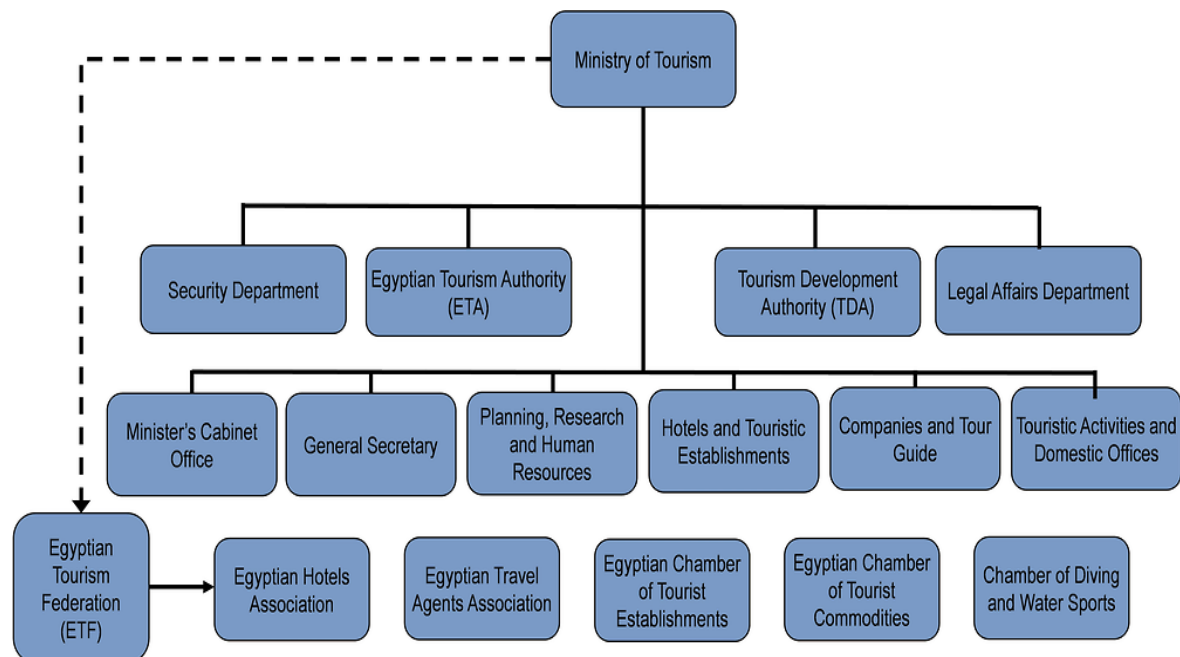 Ministry of Tourism
Security Department
Egyptian Tourism Authority
(ETA)
Tourism Development
Authority (TDA)
Legal Affairs Department
Minister’s Cabinet
Office
General Secretary
Planning, Research
and Human
Resources
Hotels and Touristic
Establishments
Companies and Tour
Guide
Touristic Activities and
Domestic Offices
Egyptian
Tourism
Federation
(ETF)
Egyptian Hotels
Association
Egyptian Travel
Agents Association
Egyptian Chamber
of Tourist
Establishments
Egyptian Chamber
of Tourist
Commodities
Chamber of Diving
and Water Sports